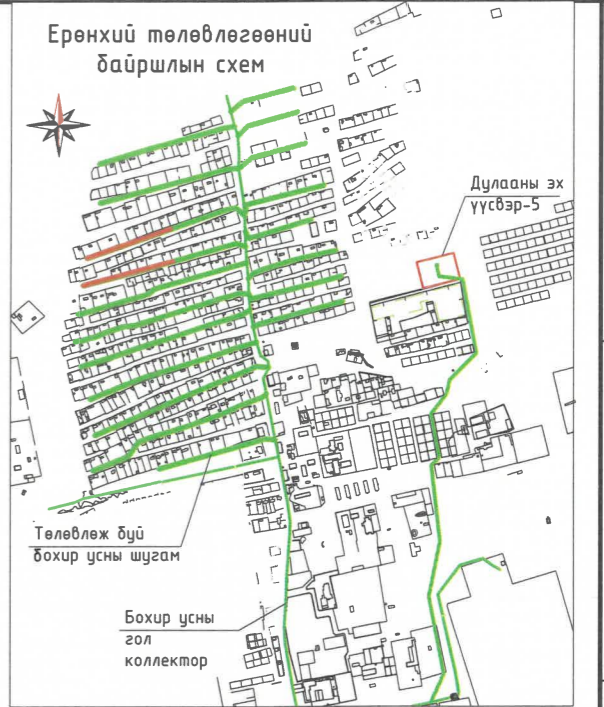 Ерөнхий төлөвлөгөөний
байршлын схем
Дулааны эх
үүсвэр-5
Төлөвлөж буй
бохир усны шугам
Бохир усны
гол
коллектор